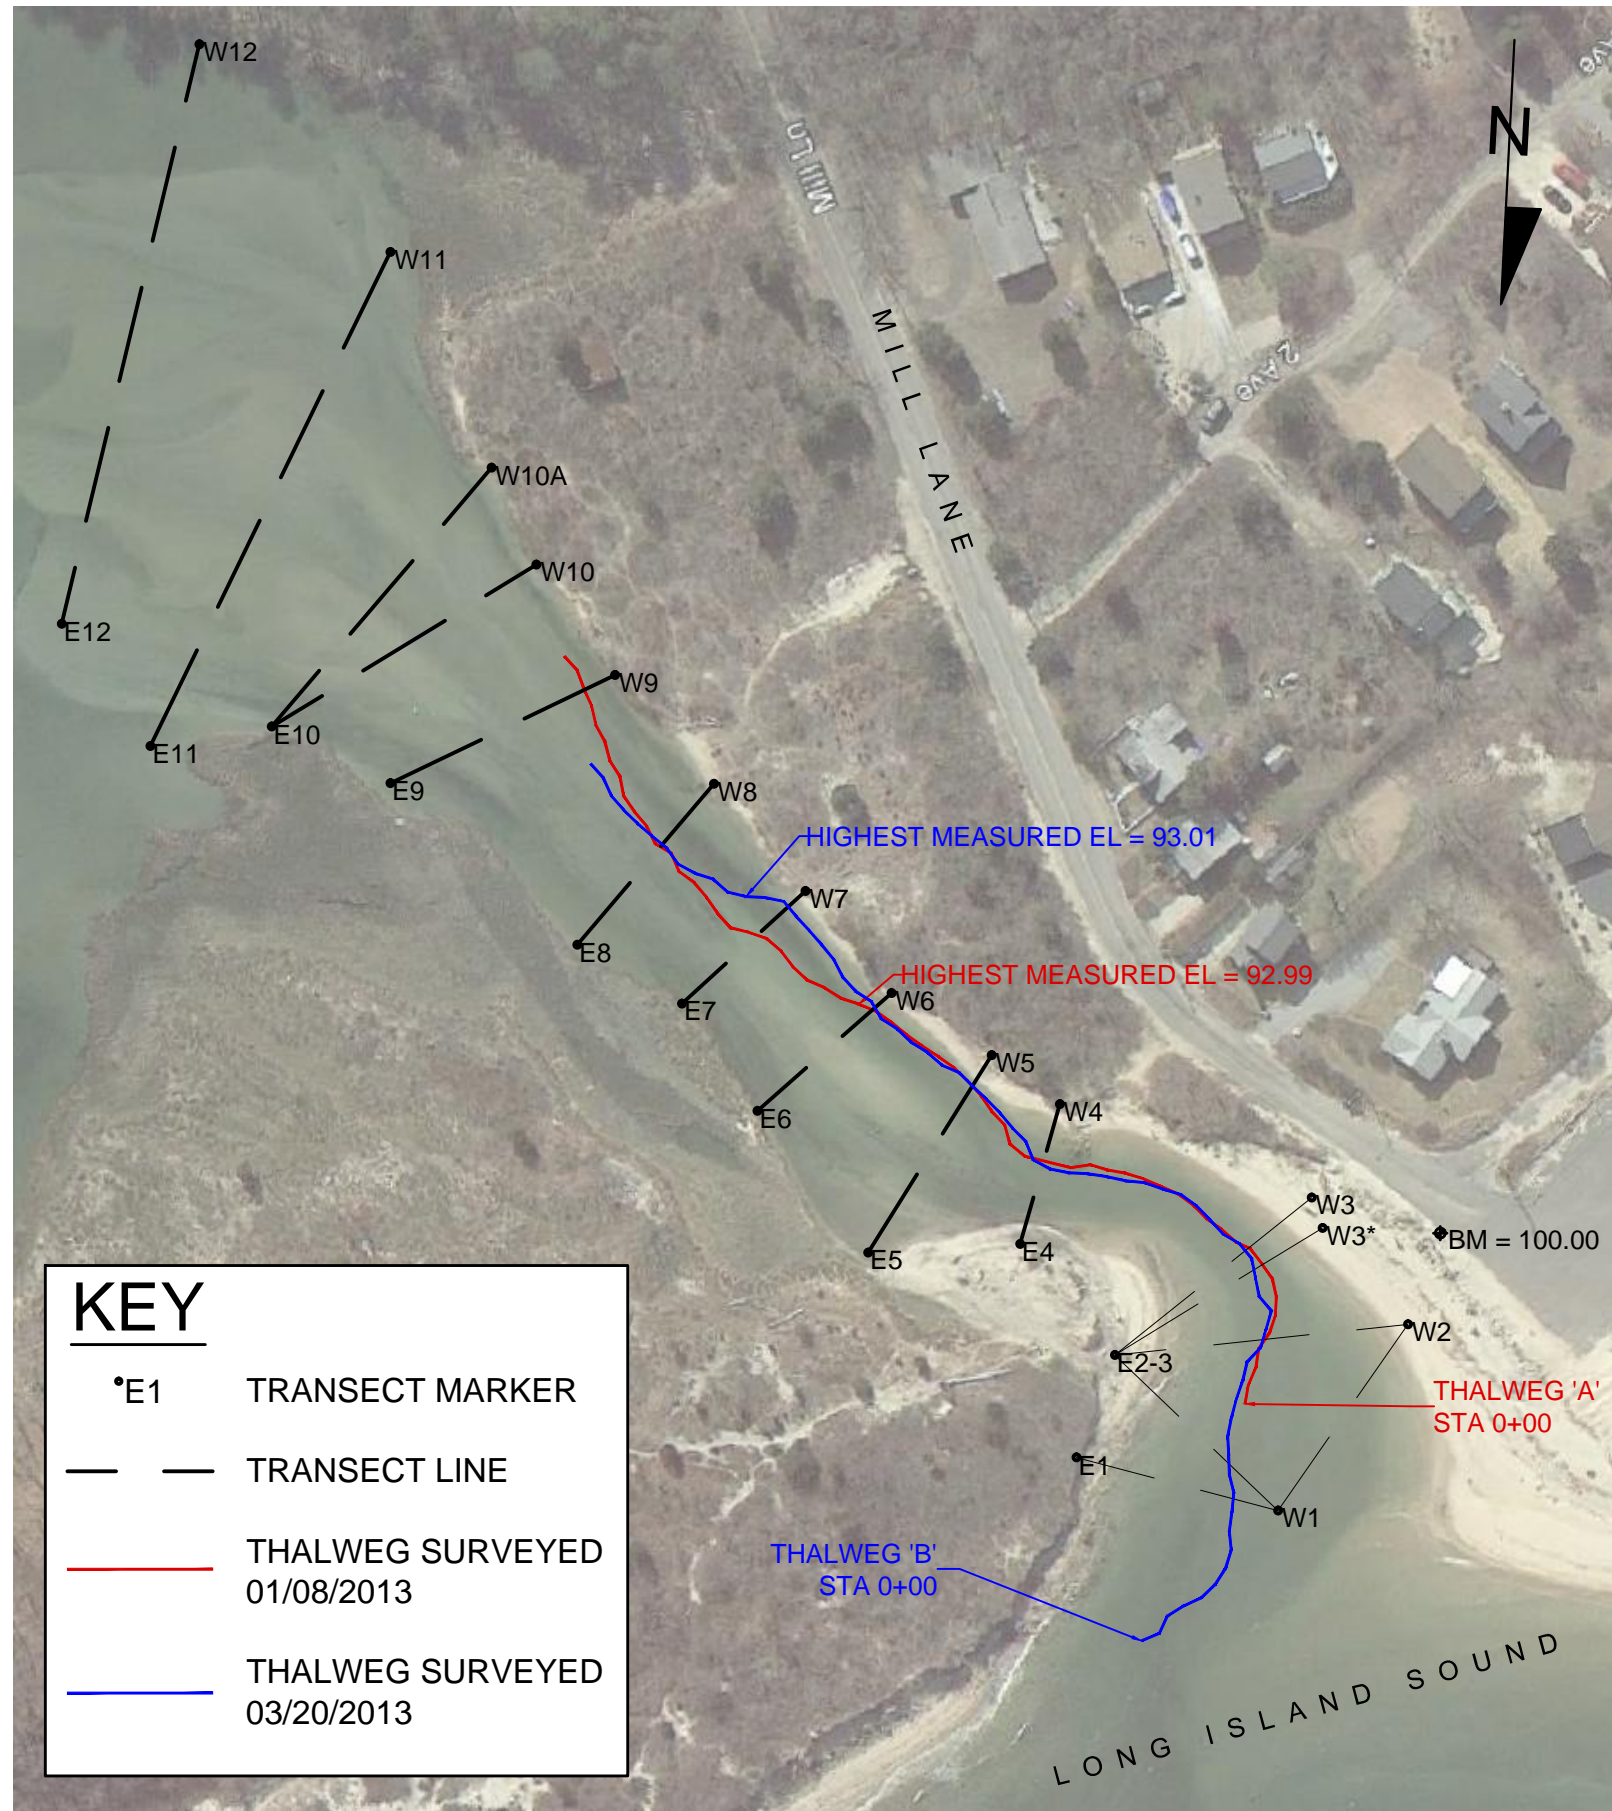 W12
Ave
N
Mill Ln
W11
MILL LANE
2 Ave
W10A
W10
E12
W9
E10
E11
E9
W8
HIGHEST MEASURED EL = 93.01
W7
E8
HIGHEST MEASURED EL = 92.99
W6
E7
W5
W4
E6
W3
W3*
BM = 100.00
E5
E4
W2
E2-3
THALWEG 'A'
STA 0+00
E1
W1
THALWEG 'B'
STA 0+00
LONG ISLAND SOUND
KEY
E1 TRANSECT MARKER
TRANSECT LINE
THALWEG SURVEYED
01/08/2013
THALWEG SURVEYED
03/20/2013